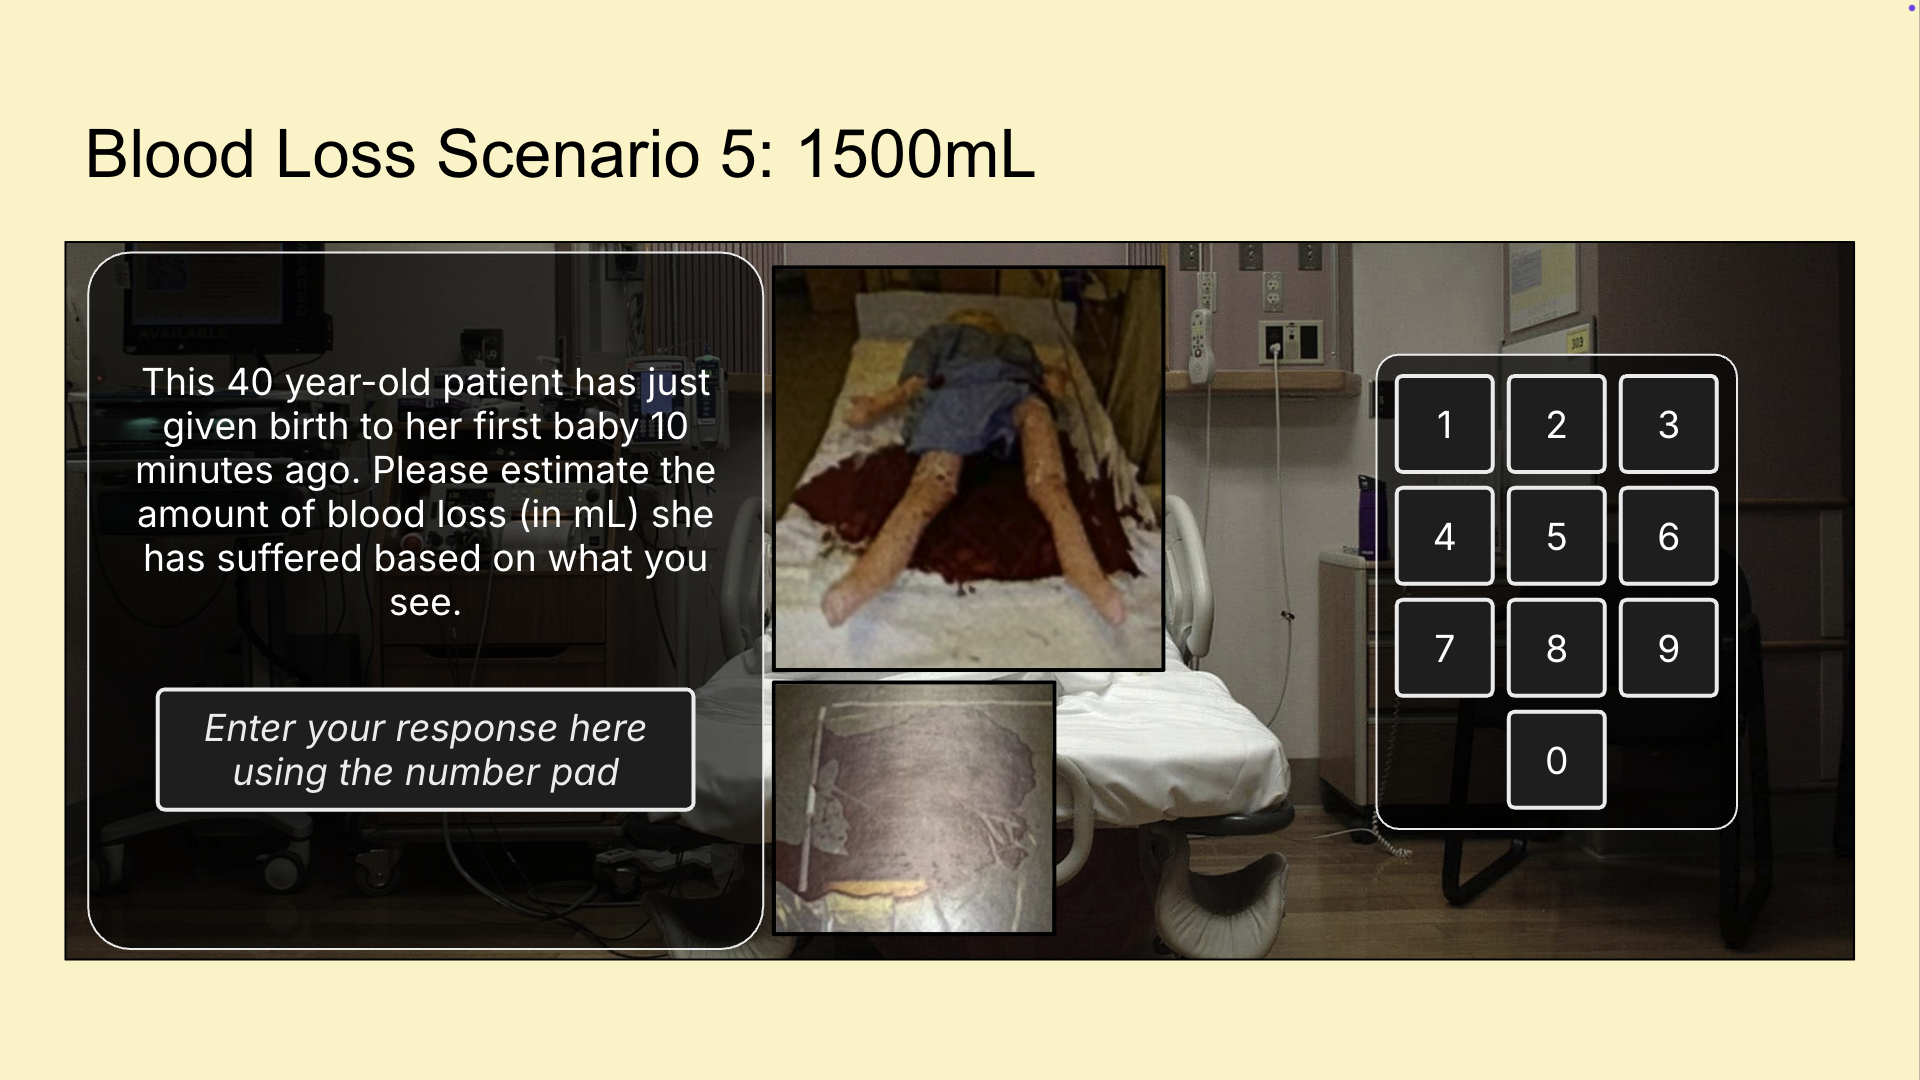 Blood Loss Scenario 5: 1500mL
This 40 year-old patient has just
given birth to her first baby 10
minutes ago. Please estimate the
amount of blood loss (in mL) she
has suffered based on what you
see.
Enter your response here
using the number pad
AVAILABLE
303
1 2 3
4 5 6
7 8 9
0